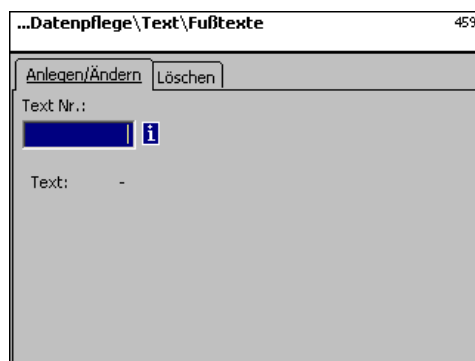 ...Datenpflege\Text\Fußtexte 459
Anlegen/Ändern Löschen
Text Nr.:
i
Text: -